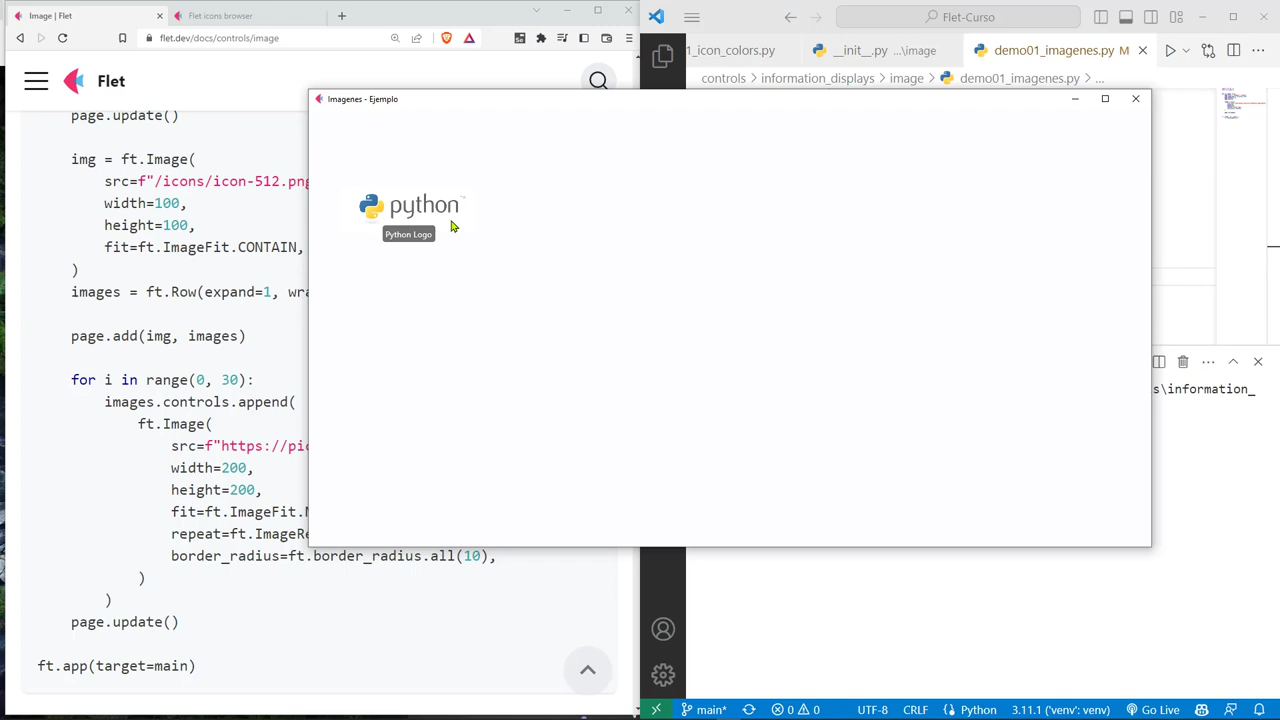 Image | Flet
Flet icons browser
flet.dev/docs/controls/image
Flet
page.update()
img = ft.Image(
src=f"/icons/icon-512.png
width=100,
height=100,
fit=ft.ImageFit.CONTAIN,
)
images = ft.Row(expand=1, wra
page.add(img, images)
for i in range(0, 30):
images.controls.append(
ft.Image(
src=f"https://pic
width=200,
height=200,
fit=ft.ImageFit.N
repeat=ft.ImageRe
border_radius=ft.border_radius.all(10),
)
)
page.update()
ft.app(target=main)
Imagenes - Ejemplo
python
Python Logo
Flet-Curso
1_icon_colors.py
__init__.py ...\image
demo01_imagenes.py M
controls > information_displays > image > demo01_imagenes.py > ...
s\information_
main*
0 0
UTF-8
CRLF
Python
3.11.1 ('venv': venv)
Go Live